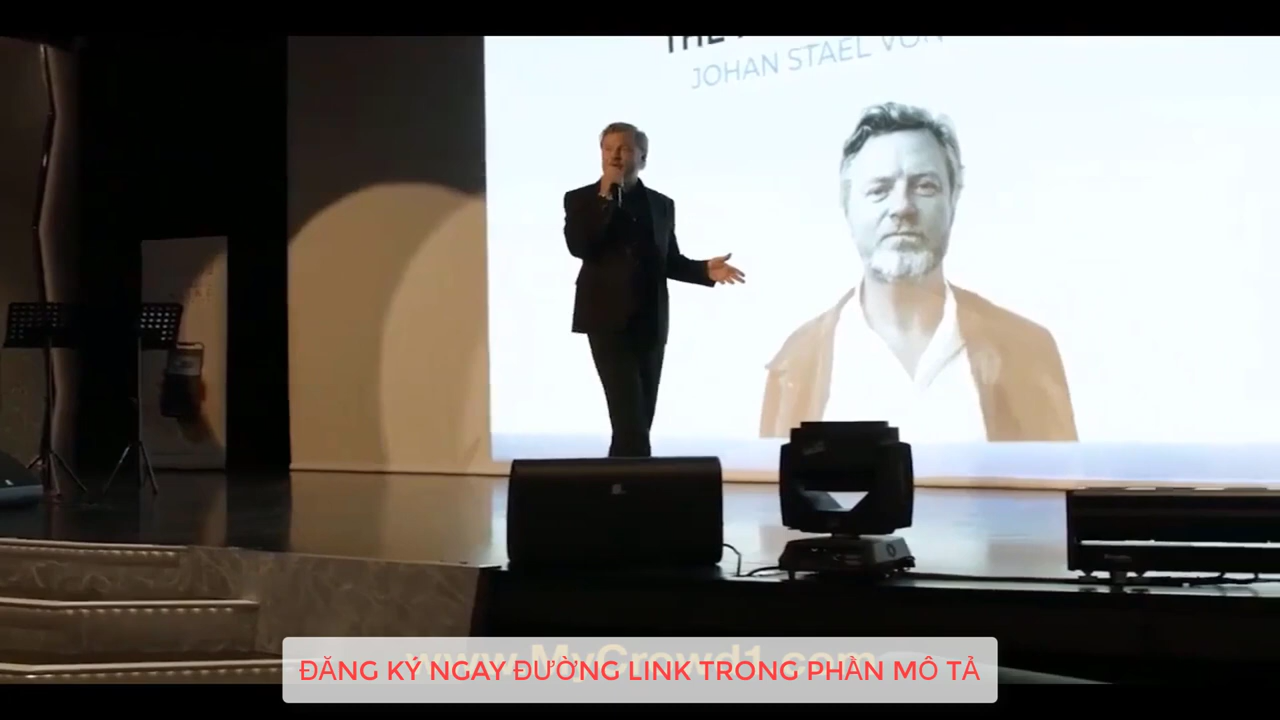 JOHAN STAEL VON
www.MyCrowd1.com
ĐĂNG KÝ NGAY ĐƯỜNG LINK TRONG PHẦN MÔ TẢ